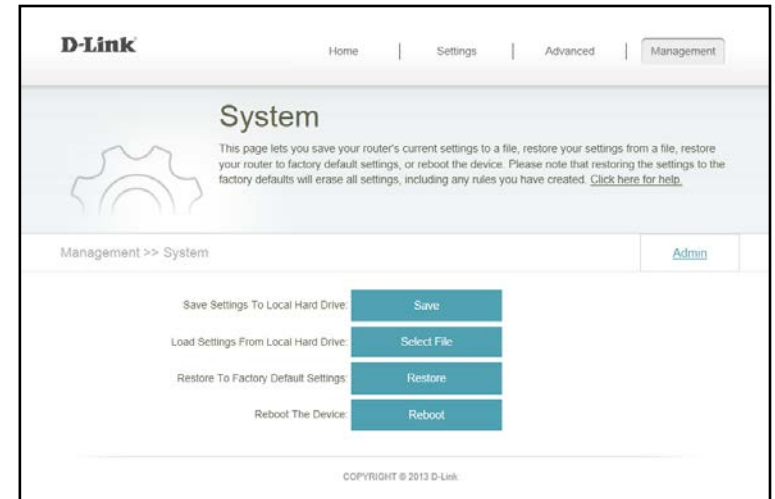 D-Link
Home | Settings | Advanced | Management
System
This page lets you save your router's current settings to a file, restore your settings from a file, restore
your router to factory default settings, or reboot the device. Please note that restoring the settings to the
factory defaults will erase all settings, including any rules you have created. Click here for help.
Management >> System
Admin
Save Settings To Local Hard Drive: Save
Load Settings From Local Hard Drive: Select File
Restore To Factory Default Settings: Restore
Reboot The Device: Reboot
COPYRIGHT © 2013 D-Link